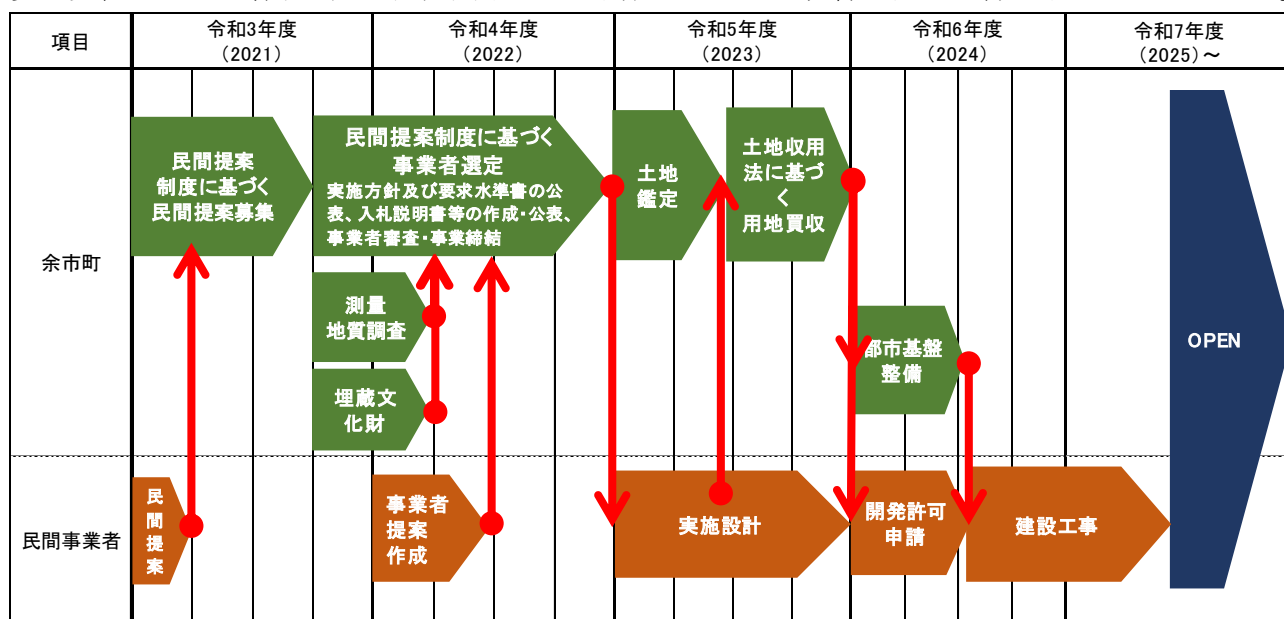 項目
令和3年度
（2021）
令和4年度
（2022）
令和5年度
（2023）
令和6年度
（2024）
令和7年度
（2025）～
余市町
民間提案
制度に基づく
民間提案募集
民間提案制度に基づく
事業者選定
実施方針及び要求水準書の公
表、入札説明書等の作成・公表、
事業者審査・事業締結
測量
地質調査
埋蔵文
化財
土地
鑑定
土地収用
法に基づ
く
用地買収
都市基盤
整備
OPEN
民間事業者
民
間
提
案
事業者
提案
作成
実施設計
開発許可
申請
建設工事